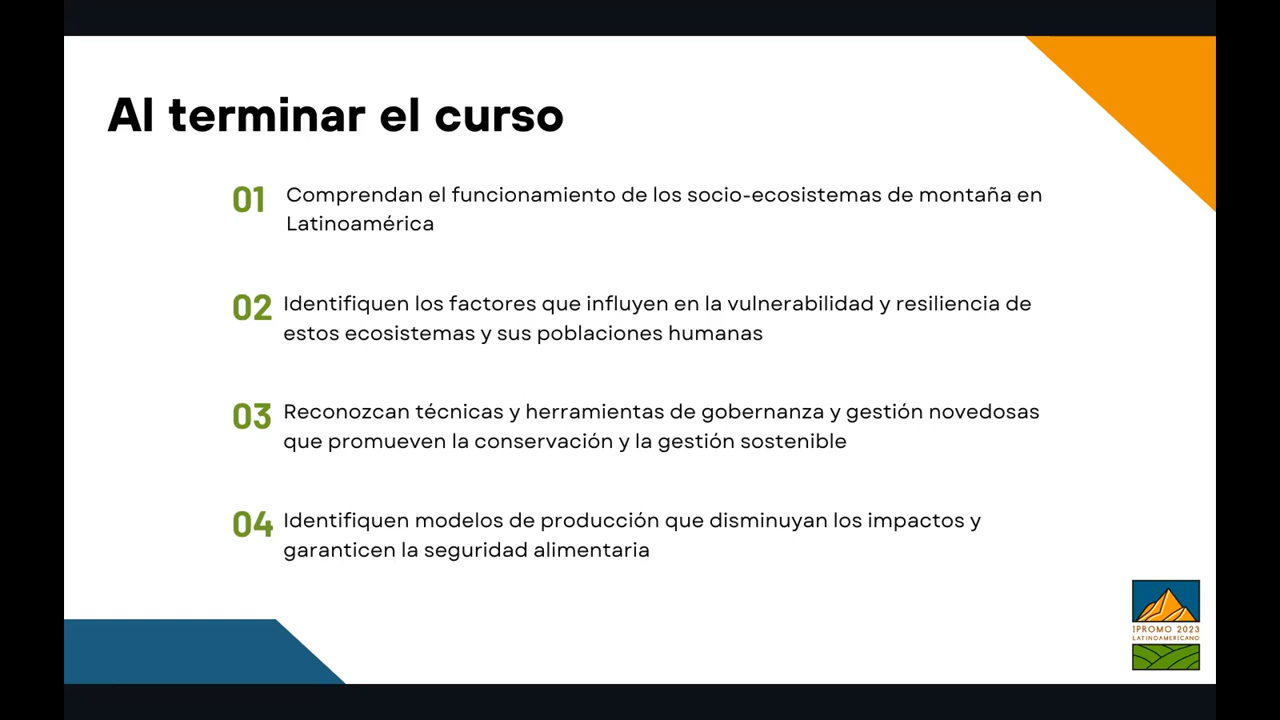 Al terminar el curso
01 Comprendan el funcionamiento de los socio-ecosistemas de montaña en
Latinoamérica
02 Identifiquen los factores que influyen en la vulnerabilidad y resiliencia de
estos ecosistemas y sus poblaciones humanas
03 Reconozcan técnicas y herramientas de gobernanza y gestión novedosas
que promueven la conservación y la gestión sostenible
04 Identifiquen modelos de producción que disminuyan los impactos y
garanticen la seguridad alimentaria
IPROMO 2023
LATINOAMERICANO